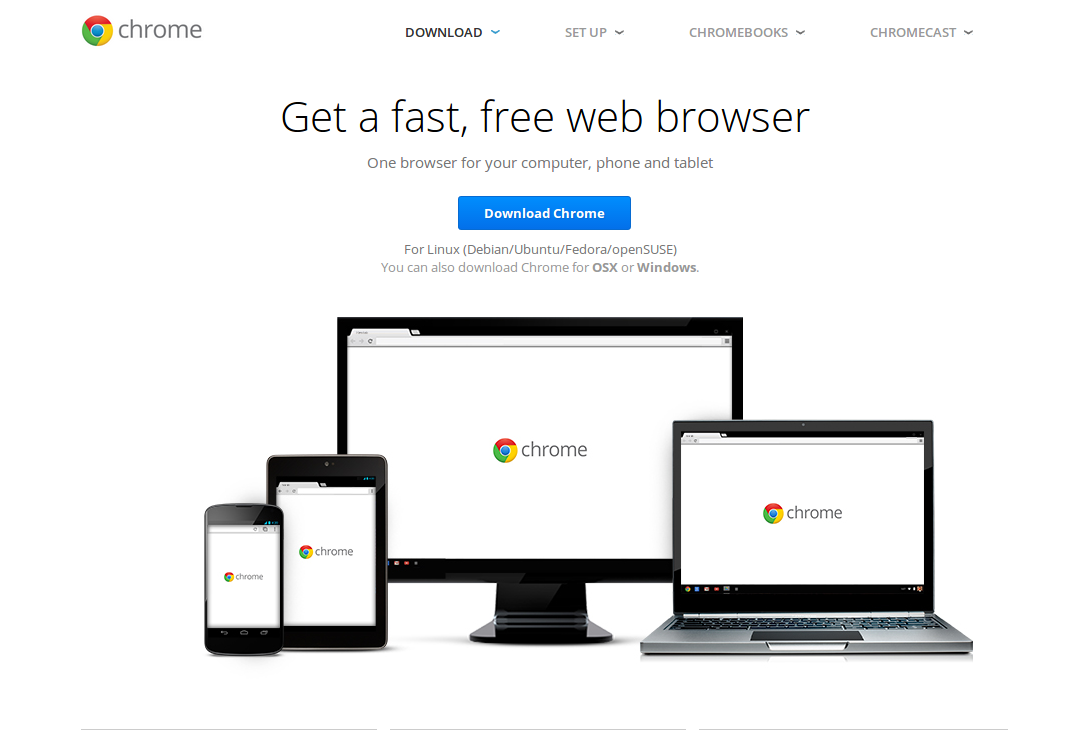 chrome
DOWNLOAD
SET UP
CHROMEBOOKS
CHROMECAST
Get a fast, free web browser
One browser for your computer, phone and tablet
Download Chrome
For Linux (Debian/Ubuntu/Fedora/openSUSE)
You can also download Chrome for OSX or Windows.
chrome
chrome
chrome
chrome